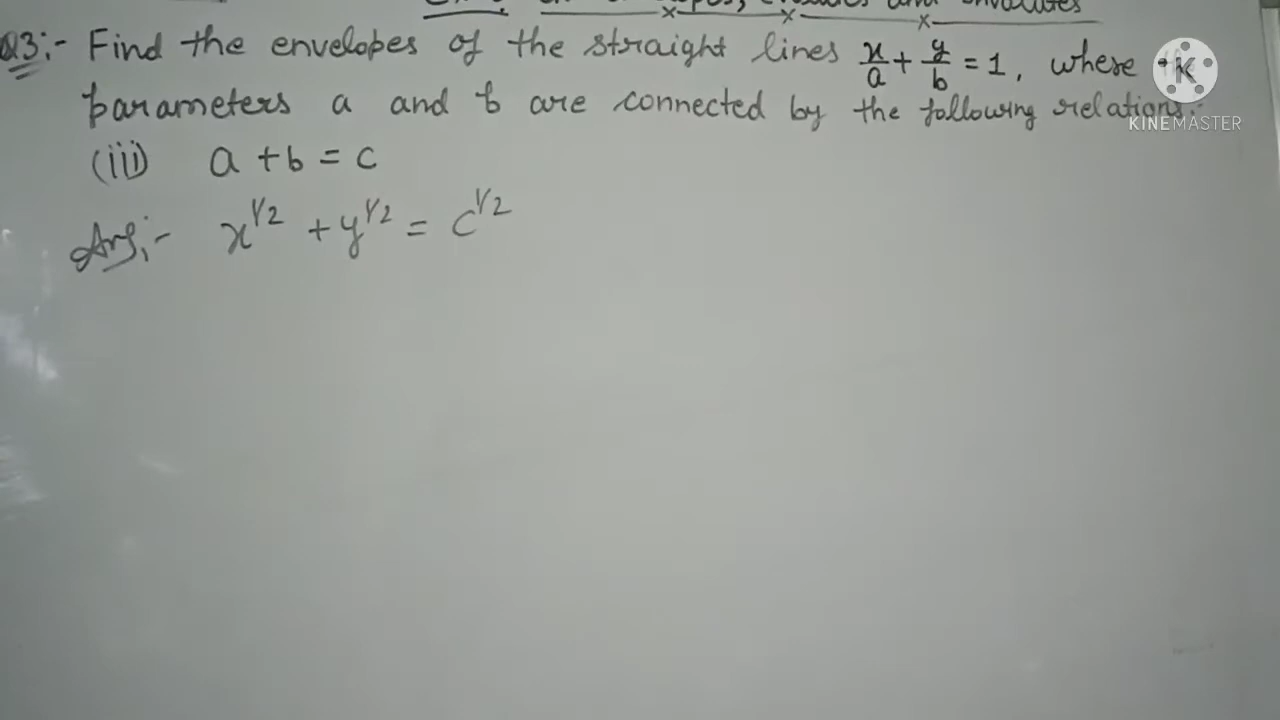 and
Q3:- Find the envelopes of the straight lines x/a + y/b = 1, where
parameters a and b are connected by the following relations:
KINEMASTER
(iii) a + b = c
Ans:- x^1/2 + y^1/2 = c^1/2